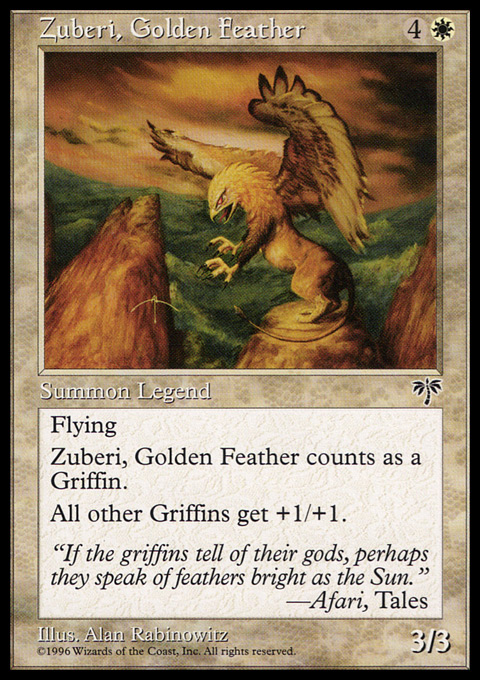 Zuberi, Golden Feather 4
Summon Legend
Flying
Zuberi, Golden Feather counts as a
Griffin.
All other Griffins get +1/+1.
“If the griffins tell of their gods, perhaps
they speak of feathers bright as the Sun.”
—Afari, Tales
Illus. Alan Rabinowitz
©1996 Wizards of the Coast, Inc. All rights reserved.
3/3